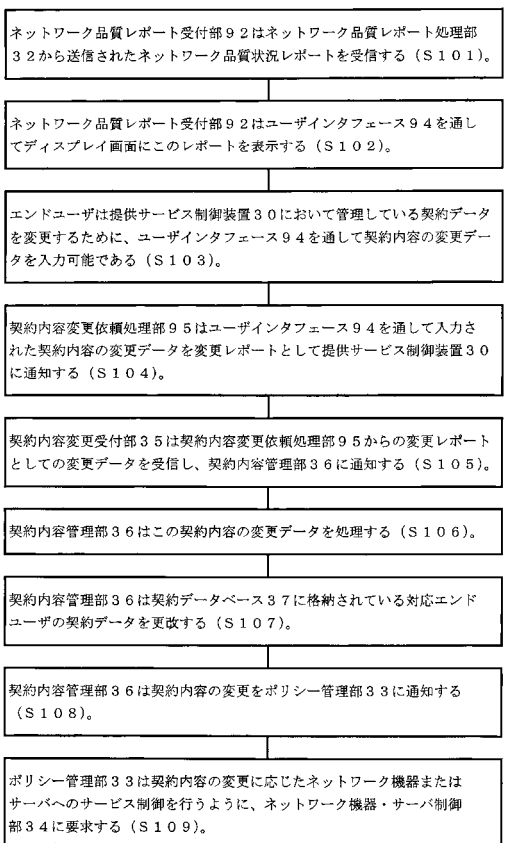 ネットワーク品質レポート受付部９２はネットワーク品質レポート処理部
３２から送信されたネットワーク品質状況レポートを受信する（Ｓ１０１）。
ネットワーク品質レポート受付部９２はユーザインタフェース９４を通し
てディスプレイ画面にこのレポートを表示する（Ｓ１０２）。
エンドユーザは提供サービス制御装置３０において管理している契約データ
を変更するために、ユーザインタフェース９４を通して契約内容の変更デー
タを入力可能である（Ｓ１０３）。
契約内容変更依頼処理部９５はユーザインタフェース９４を通して入力さ
れた契約内容の変更データを変更レポートとして提供サービス制御装置３０
に通知する（Ｓ１０４）。
契約内容変更受付部３５は契約内容変更依頼処理部９５からの変更レポート
としての変更データを受信し、契約内容管理部３６に通知する（Ｓ１０５）。
契約内容管理部３６はこの契約内容の変更データを処理する（Ｓ１０６）。
契約内容管理部３６は契約データベース３７に格納されている対応エンド
ユーザの契約データを更改する（Ｓ１０７）。
契約内容管理部３６は契約内容の変更をポリシー管理部３３に通知する
（Ｓ１０８）。
ポリシー管理部３３は契約内容の変更に応じたネットワーク機器または
サーバへのサービス制御を行うように、ネットワーク機器・サーバ制御
部３４に要求する（Ｓ１０９）。